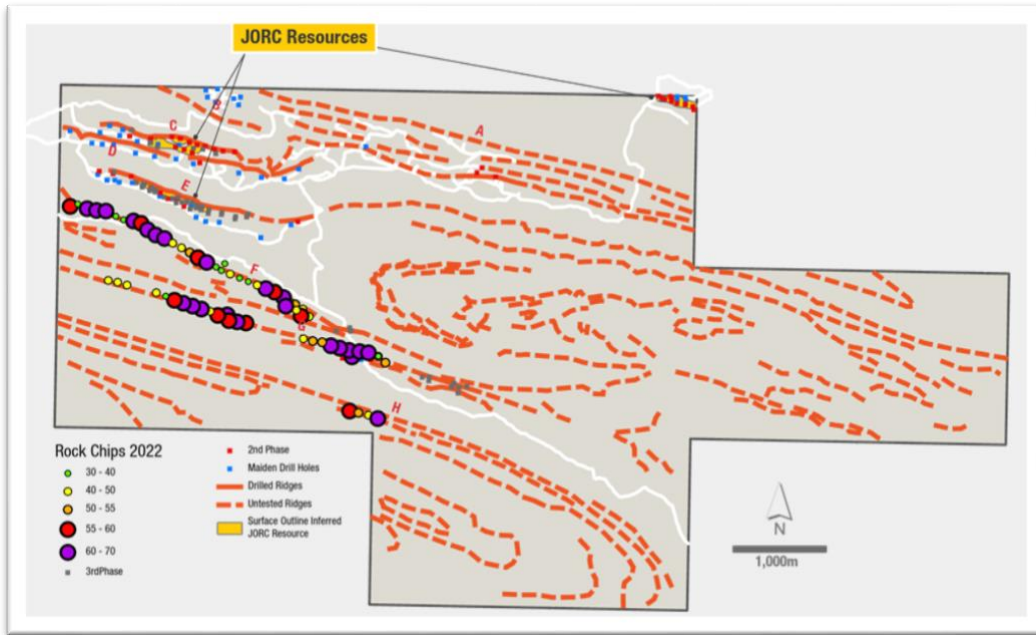 JORC Resources
B
C
A
D
E
F
G
H
Rock Chips 2022
30 - 40
40 - 50
50 - 55
55 - 60
60 - 70
3rdPhase
2nd Phase
Maiden Drill Holes
Drilled Ridges
Untested Ridges
Surface Outline Inferred
JORC Resource
N
1,000m